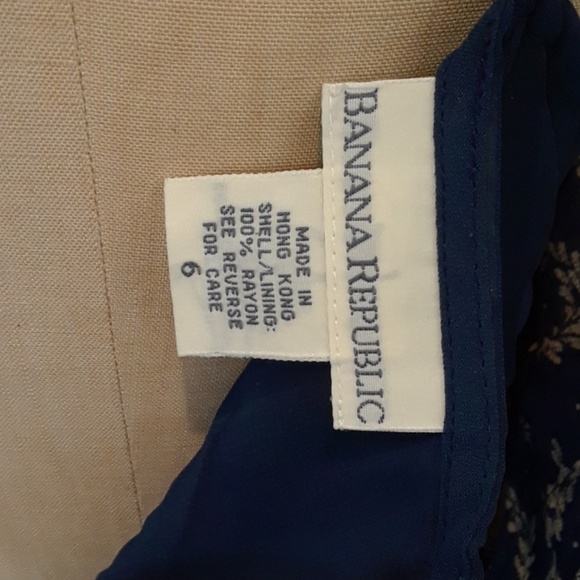 BANANA REPUBLIC
MADE IN
HONG KONG
SHELL/LINING:
100% RAYON
SEE REVERSE
FOR CARE
6